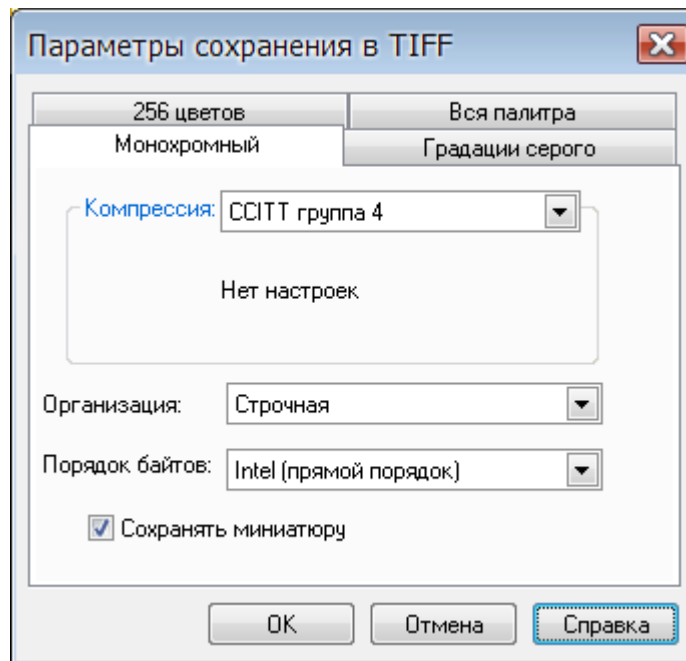 Параметры сохранения в TIFF
256 цветов
Вся палитра
Монохромный
Градации серого
Компрессия: CCITT группа 4
Нет настроек
Организация: Строчная
Порядок байтов: Intel (прямой порядок)
Сохранять миниатюру
OK
Отмена
Справка